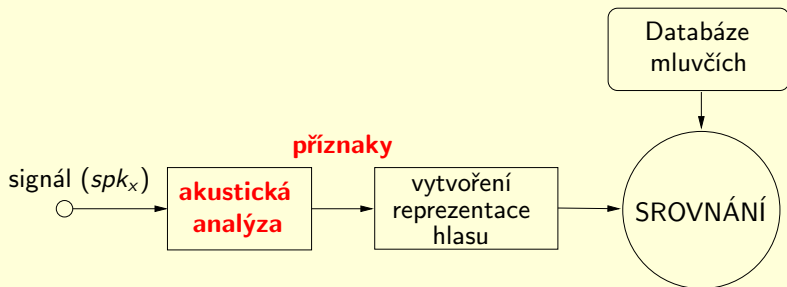 Databáze
mluvčích
příznaky
signál (spkₓ)
akustická
analýza
vytvoření
reprezentace
hlasu
SROVNÁNÍ